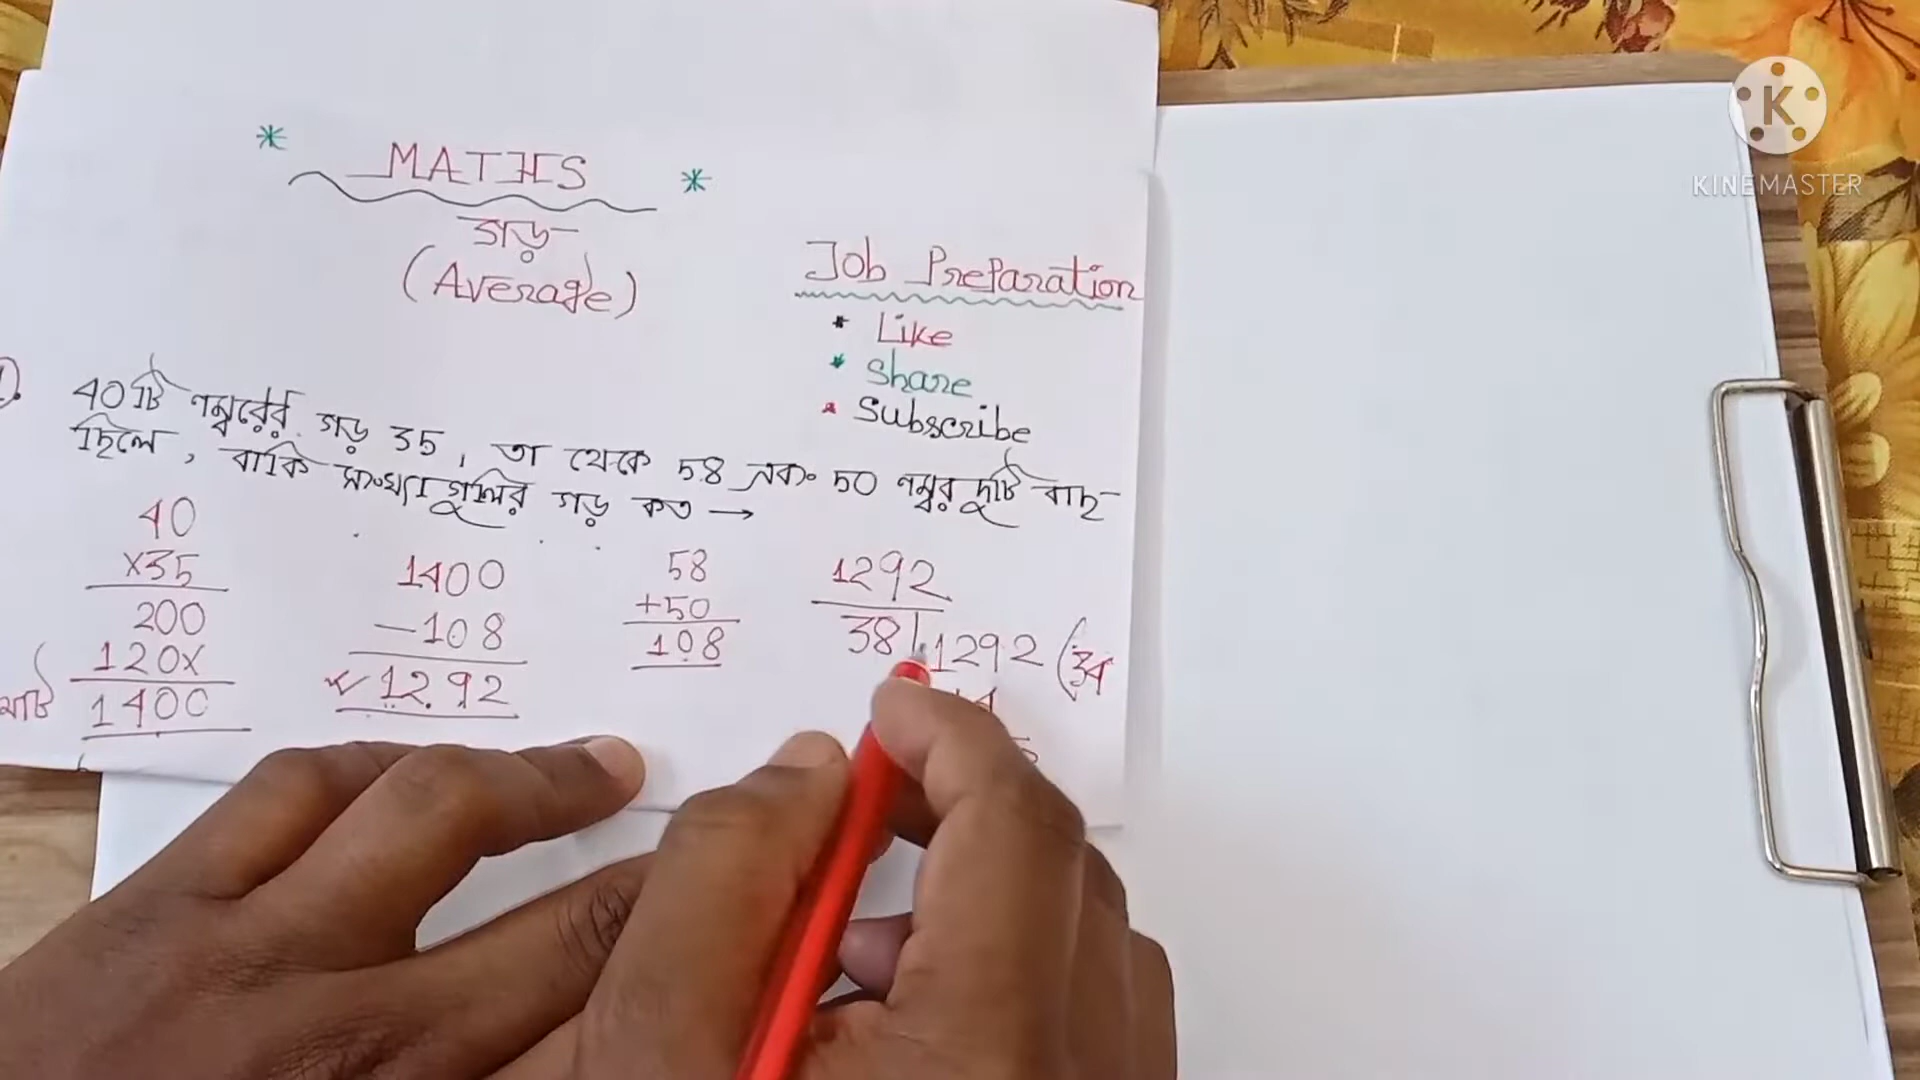 MATHS
গড়
(Average)
Job Preparation
* Like
* Share
* Subscribe
40টি নম্বরের গড় 35, তা থেকে 58 এবং 50 নম্বর দুটি বাদ
ছিলে, বাকি সংখ্যাগুলির গড় কত →
40
×35
200
120×
1400
1400
-108
1292
58
+50
108
1292
38
1292 (34
KINEMASTER